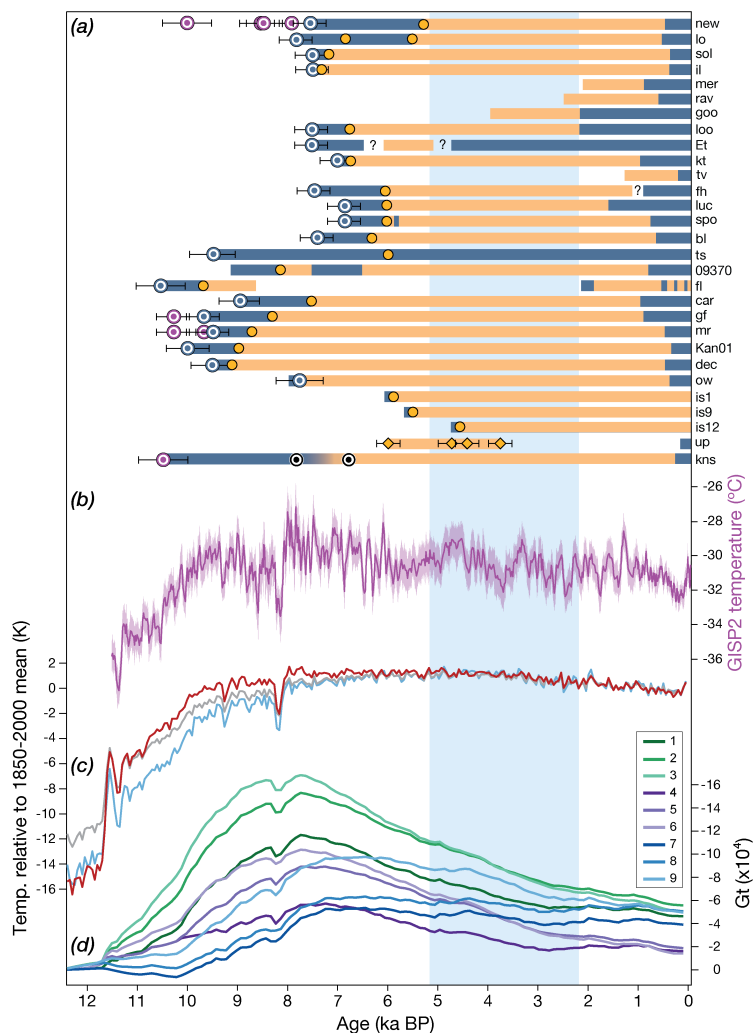 (a)
new
lo
sol
il
mer
rav
goo
loo
? ? Et
kt
tv
? fh
luc
spo
bl
ts
09370
fl
car
gf
mr
Kan01
dec
ow
is1
is9
is12
up
kns
(b)
-26
-28
-30
-32
-34
-36
GISP2 temperature (ºC)
2
0
-2
-4
-6
-8
-10
-12
-14
-16
Temp. relative to 1850-2000 mean (K)
(c)
1
2
3
4
5
6
7
8
9
-16
-14
-12
-10
-8
-6
-4
-2
0
Gt (x10⁴)
(d)
12 11 10 9 8 7 6 5 4 3 2 1 0
Age (ka BP)